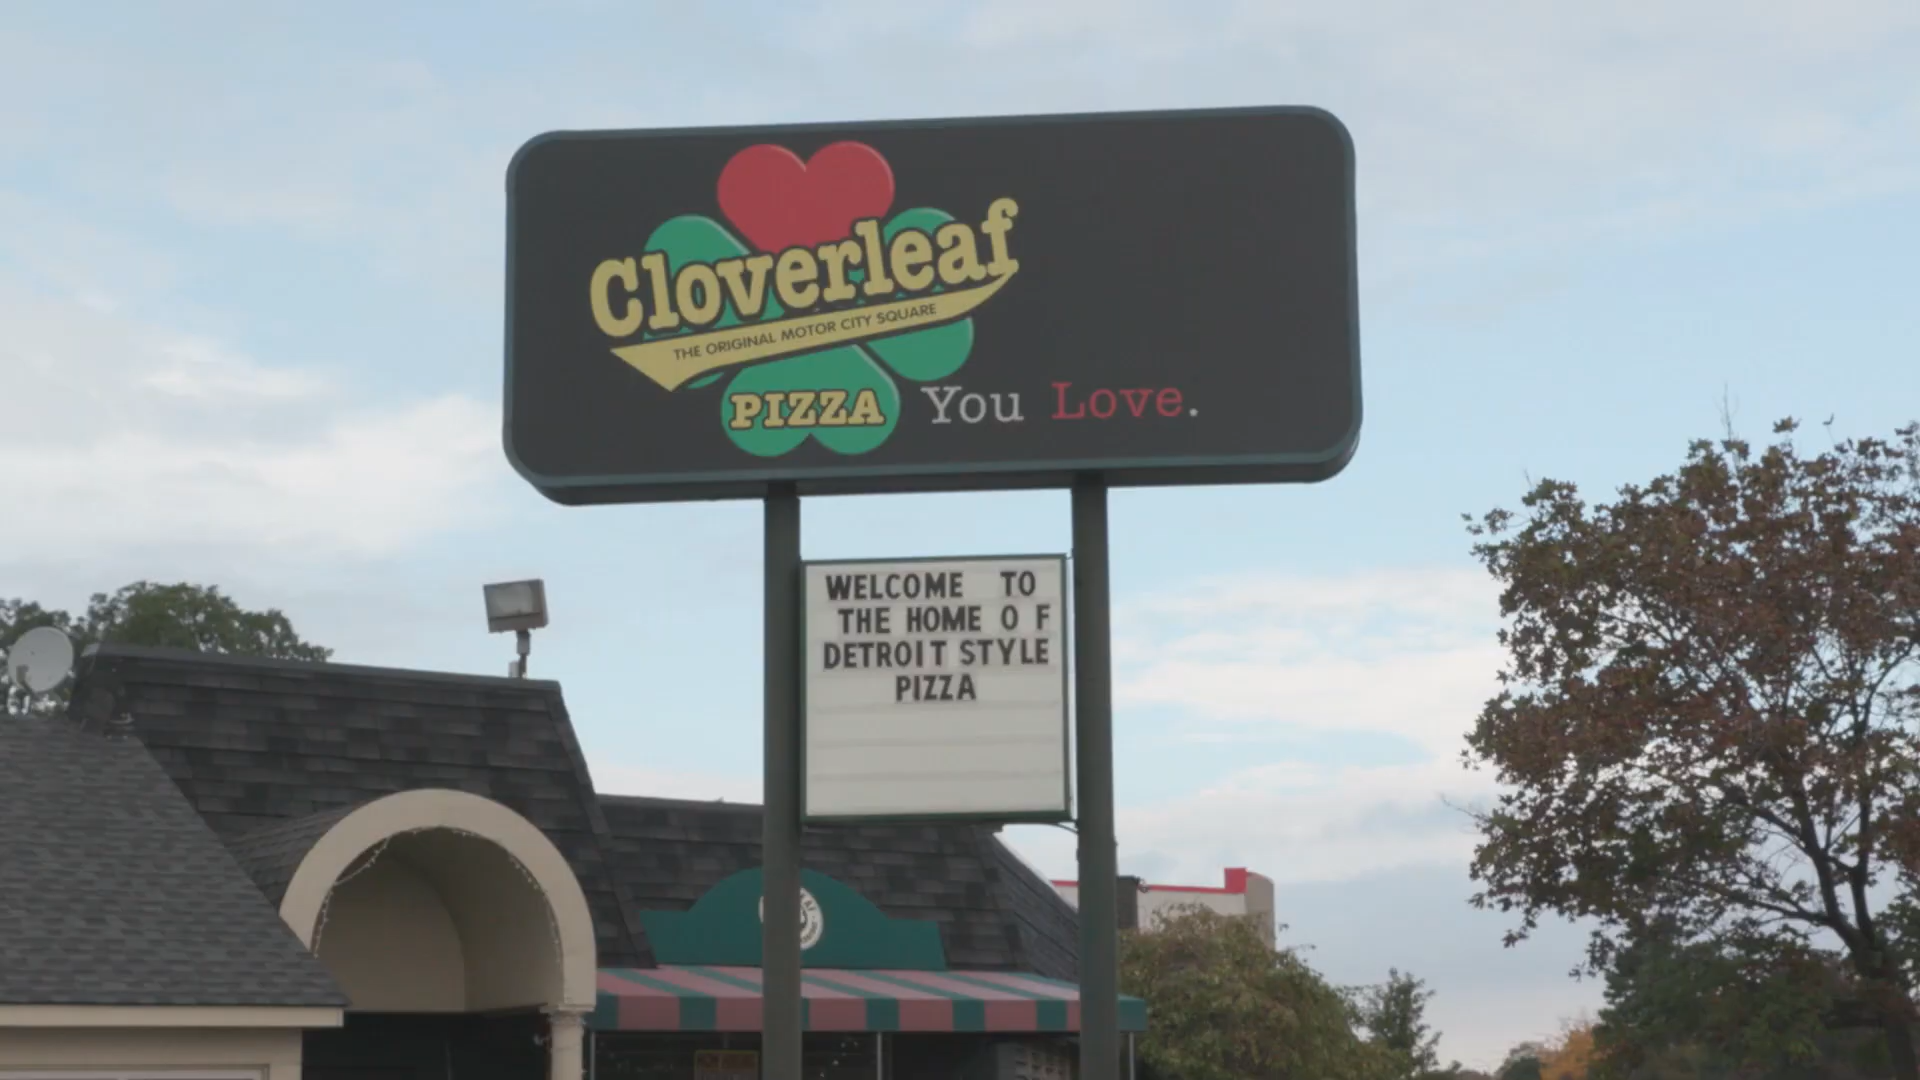 Cloverleaf
THE ORIGINAL MOTOR CITY SQUARE
PIZZA You Love.
WELCOME TO
THE HOME O F
DETROIT STYLE
PIZZA